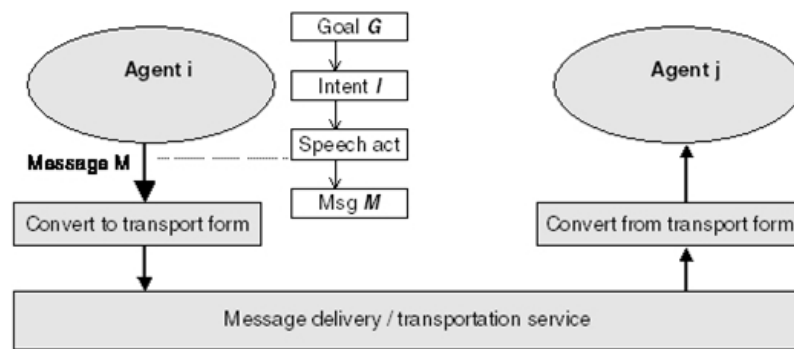 Goal G
Agent i
Agent j
Intent I
Speech act
Message M
Msg M
Convert to transport form
Convert from transport form
Message delivery / transportation service